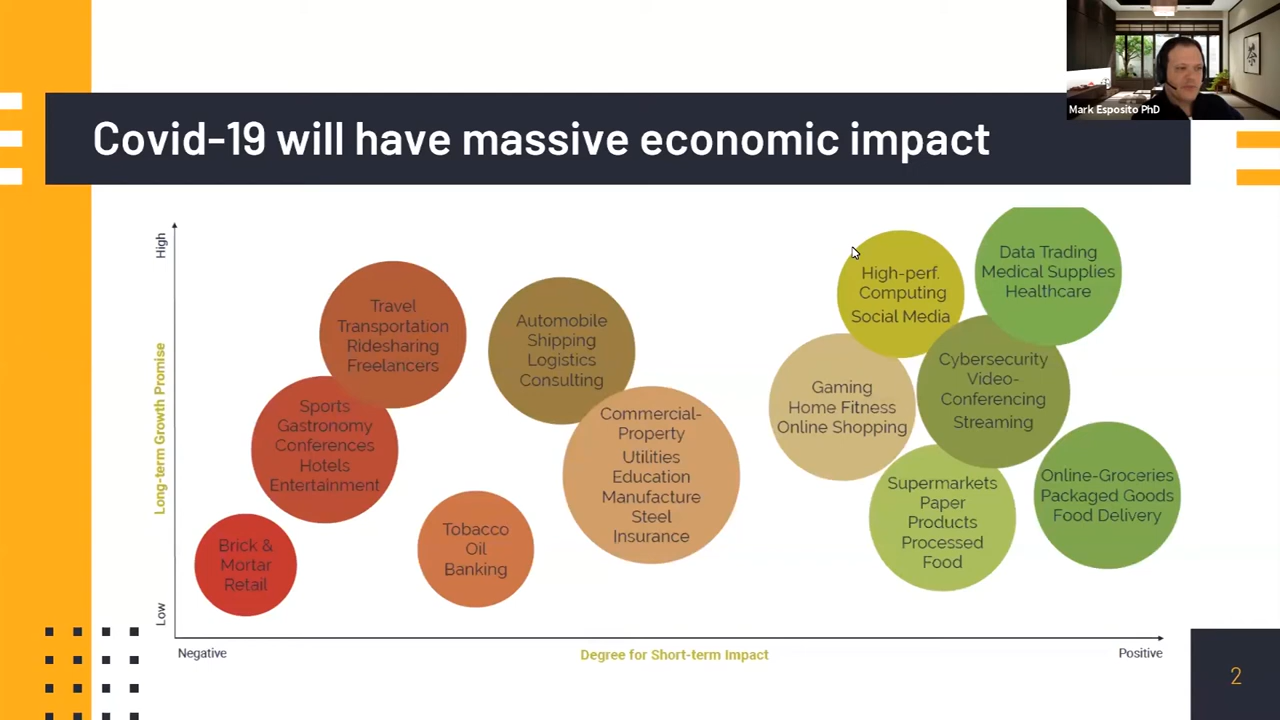 Mark Esposito PhD
Covid-19 will have massive economic impact
High
Long-term Growth Promise
Low
Travel
Transportation
Ridesharing
Freelancers
Automobile
Shipping
Logistics
Consulting
High-perf.
Computing
Social Media
Data Trading
Medical Supplies
Healthcare
Sports
Gastronomy
Conferences
Hotels
Entertainment
Commercial-
Property
Utilities
Education
Manufacture
Steel
Insurance
Gaming
Home Fitness
Online Shopping
Cybersecurity
Video-
Conferencing
Streaming
Brick &
Mortar
Retail
Tobacco
Oil
Banking
Supermarkets
Paper
Products
Processed
Food
Online-Groceries
Packaged Goods
Food Delivery
Negative
Degree for Short-term Impact
Positive
2